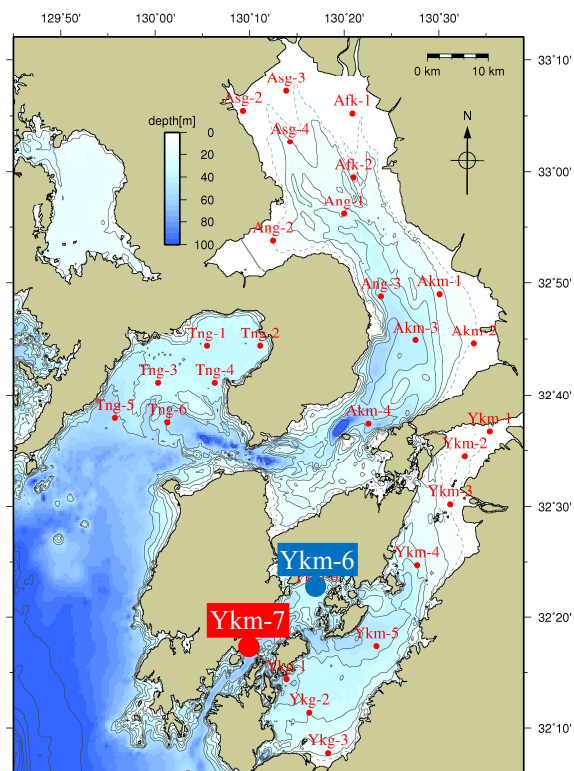 129˚50' 130˚00' 130˚10' 130˚20' 130˚30'
33˚10'
0 km 10 km
Asg-3
Asg-2
Afk-1
depth[m]
0
20
40
60
80
100
Asg-4
N
Afk-2
33˚00'
Ang-1
Ang-2
32˚50'
Ang-3
Akm-1
Akm-3
Akm-2
Tng-1
Tng-2
Tng-3
Tng-4
32˚40'
Tng-5
Tng-6
Akm-4
Ykm-1
Ykm-2
32˚30'
Ykm-3
Ykm-4
Ykm-6
32˚20'
Ykm-7
Ykm-5
Ykg-1
Ykg-2
32˚10'
Ykg-3